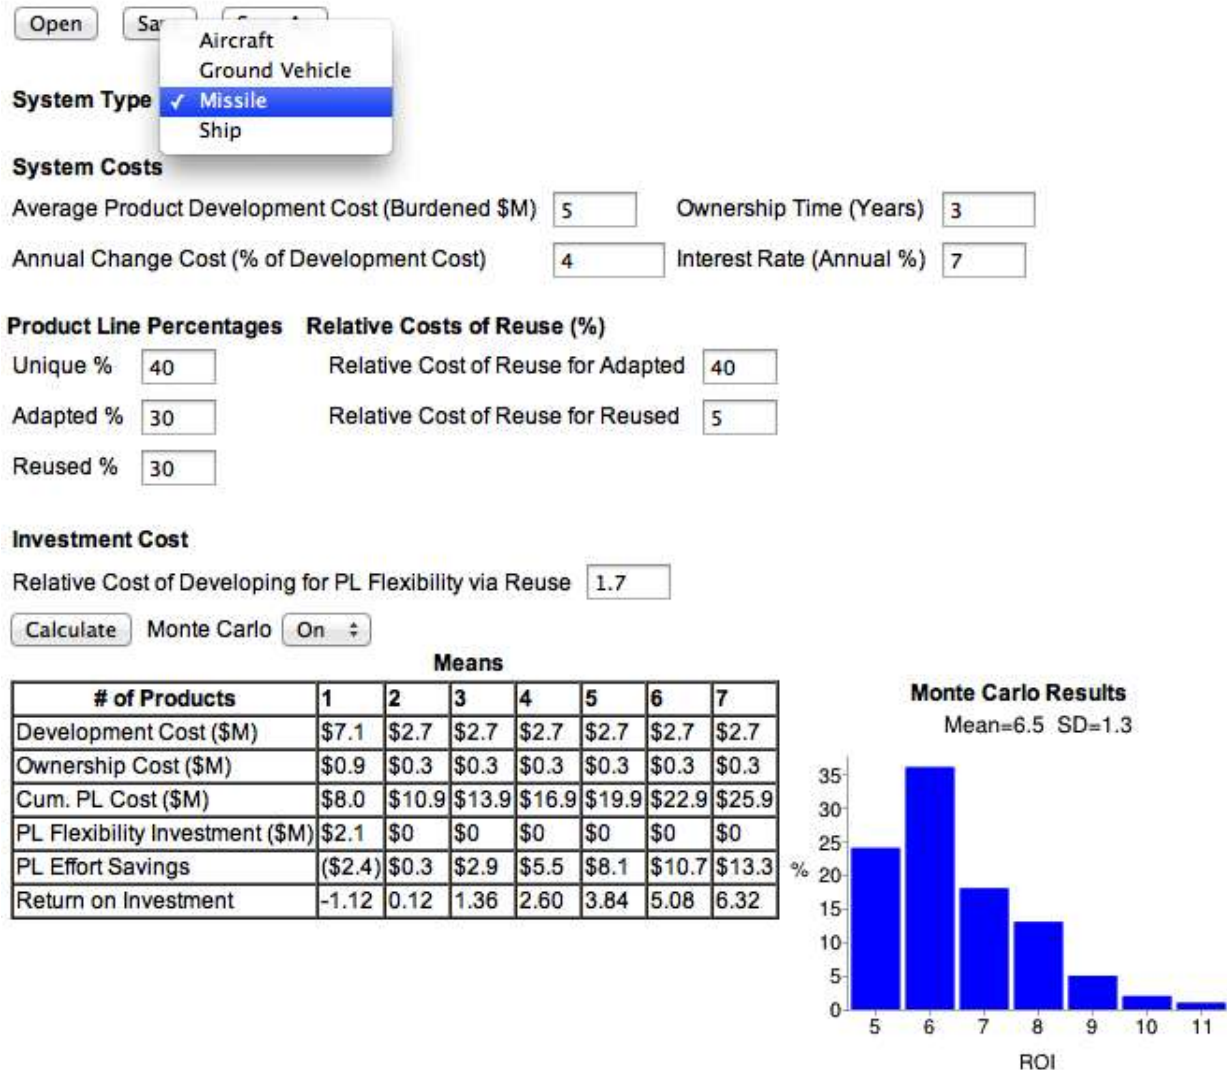 Open
Aircraft
Ground Vehicle
System Type ✓ Missile
Ship
System Costs
Average Product Development Cost (Burdened $M) 5 Ownership Time (Years) 3
Annual Change Cost (% of Development Cost) 4 Interest Rate (Annual %) 7
Product Line Percentages Relative Costs of Reuse (%)
Unique % 40 Relative Cost of Reuse for Adapted 40
Adapted % 30 Relative Cost of Reuse for Reused 5
Reused % 30
Investment Cost
Relative Cost of Developing for PL Flexibility via Reuse 1.7
Calculate Monte Carlo On
Means
# of Products 1 2 3 4 5 6 7
Development Cost ($M) $7.1 $2.7 $2.7 $2.7 $2.7 $2.7 $2.7
Ownership Cost ($M) $0.9 $0.3 $0.3 $0.3 $0.3 $0.3 $0.3
Cum. PL Cost ($M) $8.0 $10.9 $13.9 $16.9 $19.9 $22.9 $25.9
PL Flexibility Investment ($M) $2.1 $0 $0 $0 $0 $0 $0
PL Effort Savings ($2.4) $0.3 $2.9 $5.5 $8.1 $10.7 $13.3
Return on Investment -1.12 0.12 1.36 2.60 3.84 5.08 6.32
Monte Carlo Results
Mean=6.5 SD=1.3
35
30
25
% 20
15
10
5
0
5 6 7 8 9 10 11
ROI